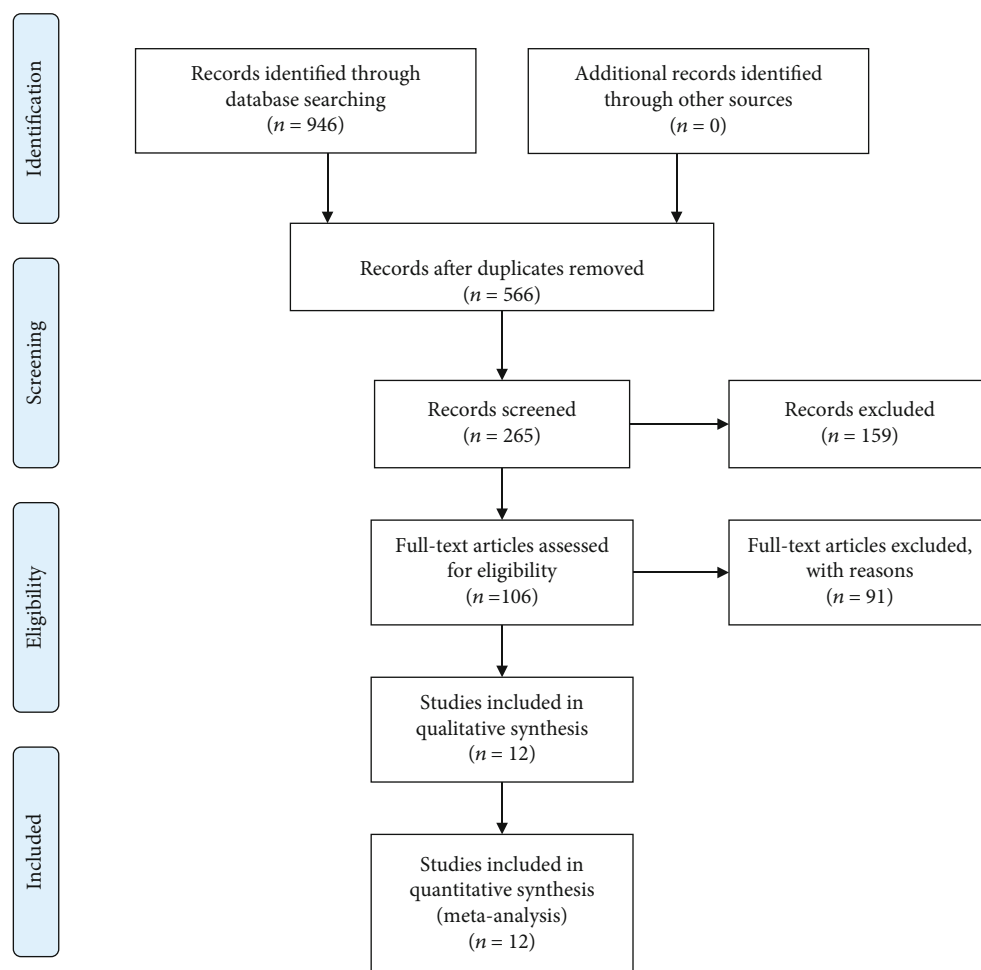 Identification
Records identified through
database searching
(n = 946)
Additional records identified
through other sources
(n = 0)
Records after duplicates removed
(n = 566)
Screening
Records screened
(n = 265)
Records excluded
(n = 159)
Eligibility
Full-text articles assessed
for eligibility
(n =106)
Full-text articles excluded,
with reasons
(n = 91)
Studies included in
qualitative synthesis
(n = 12)
Included
Studies included in
quantitative synthesis
(meta-analysis)
(n = 12)